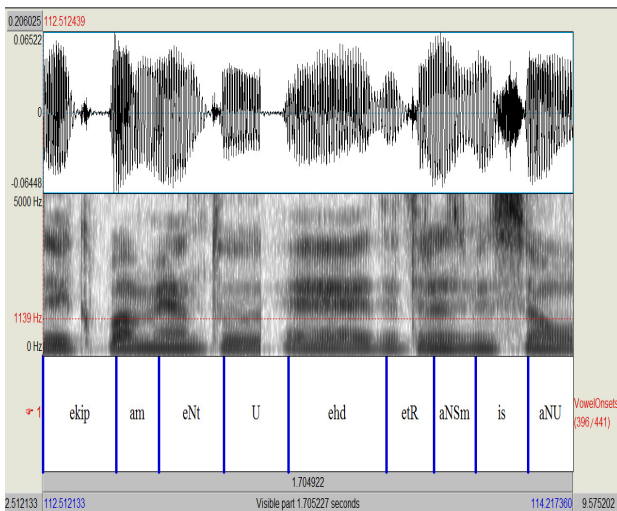 0.206025 112.512439
0.06522
0
-0.06448
5000 Hz
1139 Hz
0 Hz
☞ 1 ekip am eNt U ehd etR aNSm is aNU VowelOnsets
(396/441)
1.704922
2.512133 112.512133 Visible part 1.705227 seconds 114.217360 9.575202